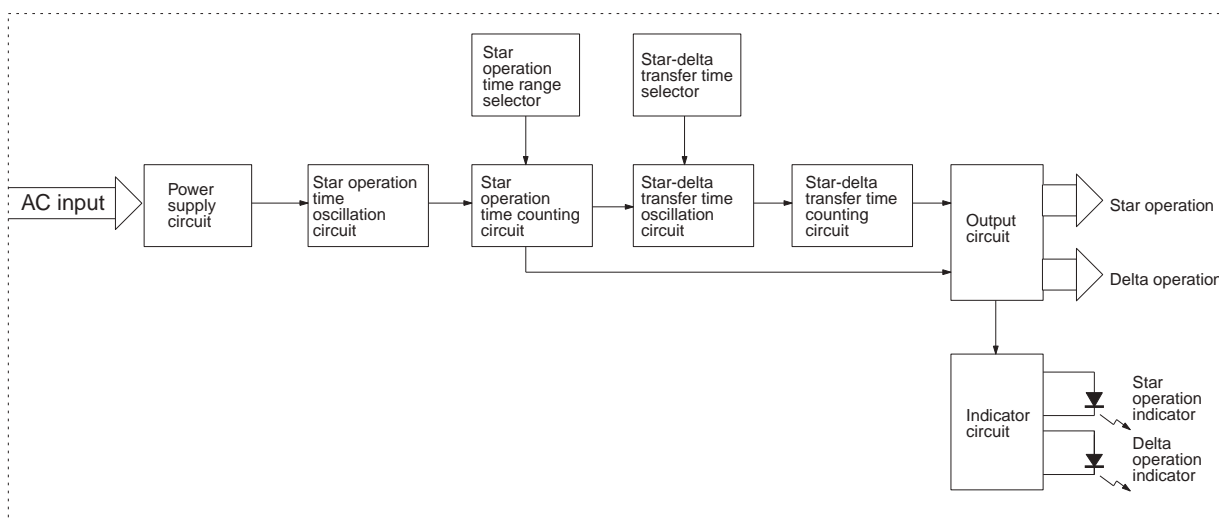 Star
operation
time range
selector
Star-delta
transfer time
selector
AC input
Power
supply
circuit
Star operation
time
oscillation
circuit
Star
operation
time counting
circuit
Star-delta
transfer time
oscillation
circuit
Star-delta
transfer time
counting
circuit
Output
circuit
Star operation
Delta operation
Indicator
circuit
Star
operation
indicator
Delta
operation
indicator